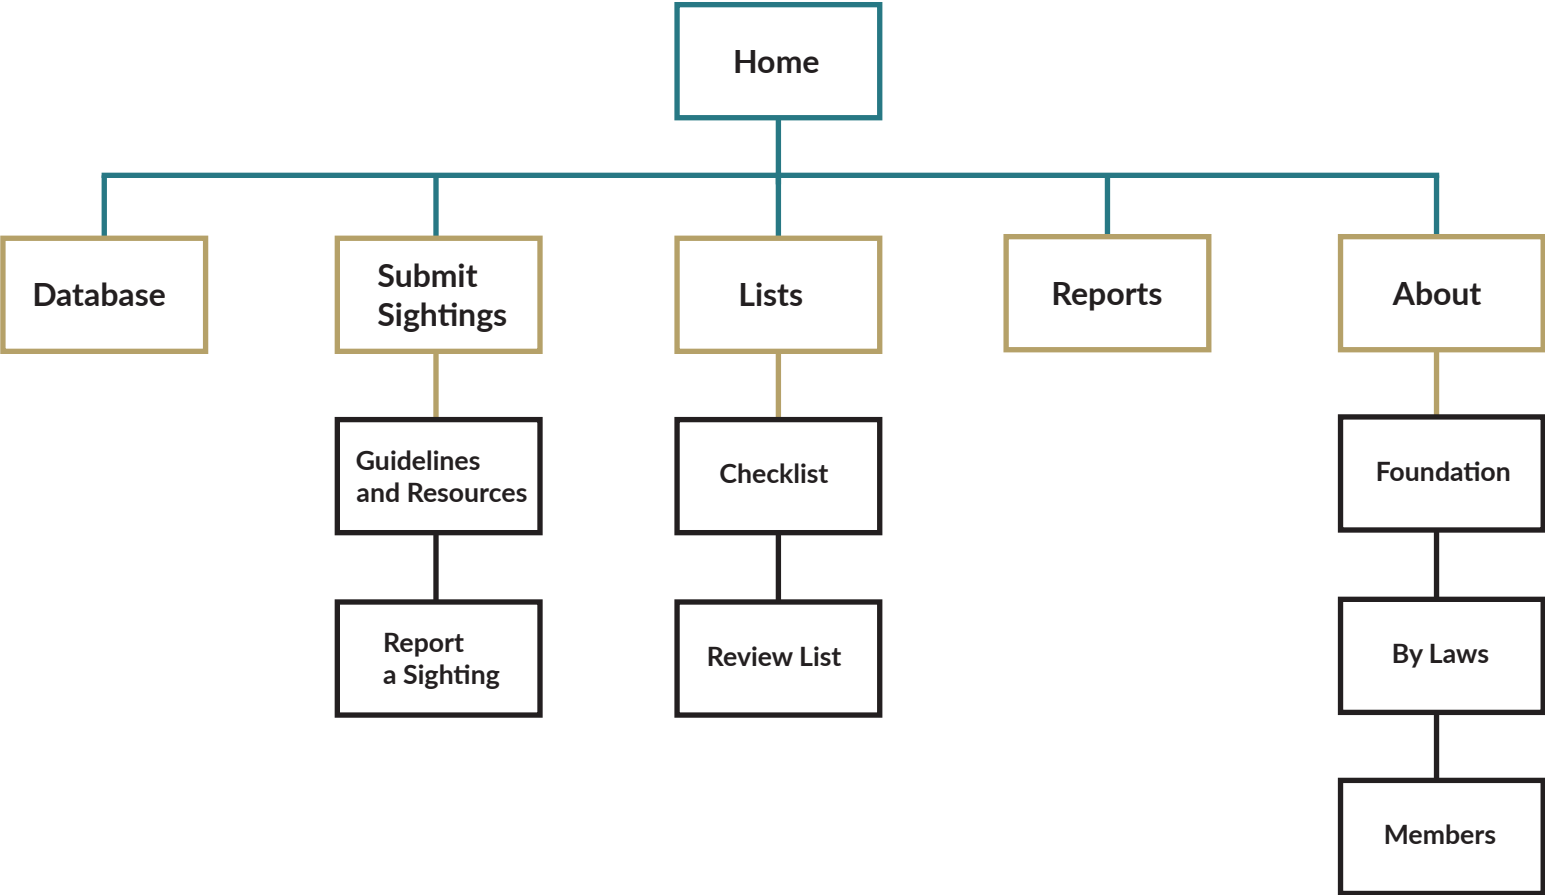 Home
Database
Submit
Sightings
Lists
Reports
About
Guidelines
and Resources
Checklist
Foundation
Report
a Sighting
Review List
By Laws
Members